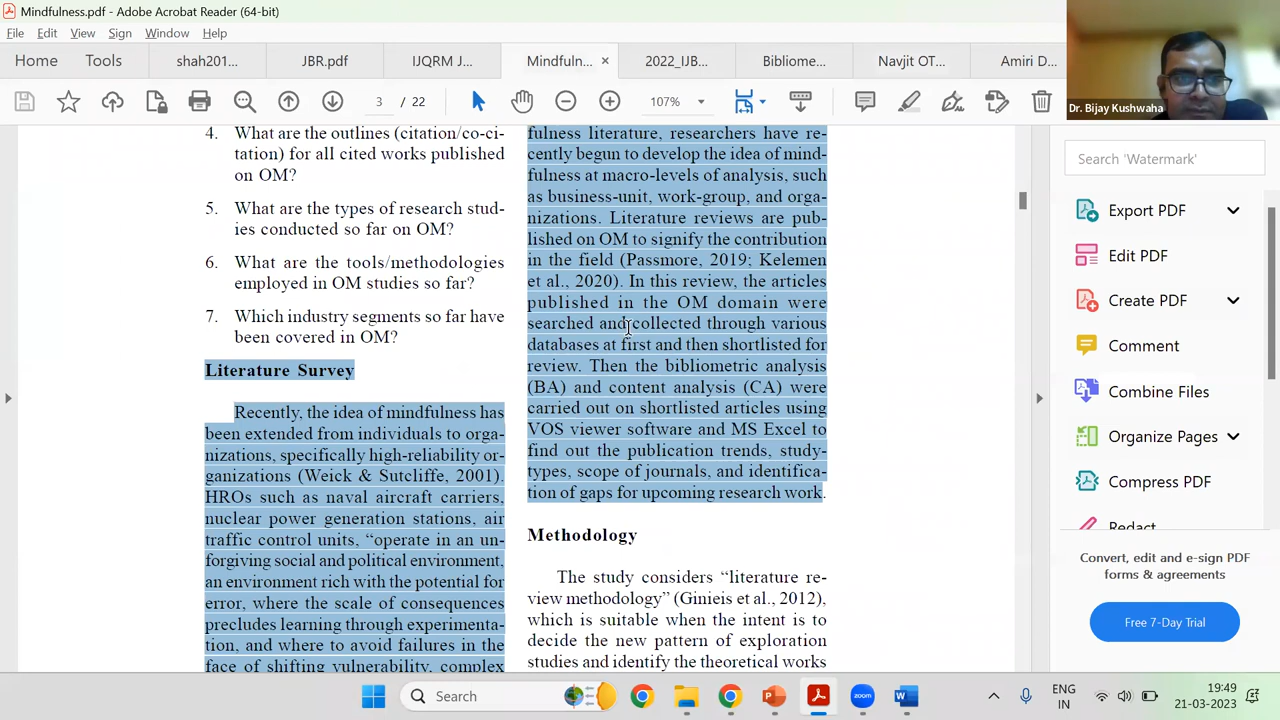 Mindfulness.pdf - Adobe Acrobat Reader (64-bit)
File Edit View Sign Window Help
Home Tools shah201... JBR.pdf IJQRM J... Mindfuln... × 2022_IJB... Bibliome... Navjit OT... Amiri D...
Dr. Bijay Kushwaha
3 / 22 107%
Search 'Watermark'
4. What are the outlines (citation/co-ci-
tation) for all cited works published
on OM?
5. What are the types of research stud-
ies conducted so far on OM?
6. What are the tools/methodologies
employed in OM studies so far?
7. Which industry segments so far have
been covered in OM?
Literature Survey
Recently, the idea of mindfulness has
been extended from individuals to orga-
nizations, specifically high-reliability or-
ganizations (Weick & Sutcliffe, 2001).
HROs such as naval aircraft carriers,
nuclear power generation stations, air
traffic control units, “operate in an un-
forgiving social and political environment,
an environment rich with the potential for
error, where the scale of consequences
precludes learning through experimenta-
tion, and where to avoid failures in the
face of shifting vulnerability, complex
fulness literature, researchers have re-
cently begun to develop the idea of mind-
fulness at macro-levels of analysis, such
as business-unit, work-group, and orga-
nizations. Literature reviews are pub-
lished on OM to signify the contribution
in the field (Passmore, 2019; Kelemen
et al., 2020). In this review, the articles
published in the OM domain were
searched and collected through various
databases at first and then shortlisted for
review. Then the bibliometric analysis
(BA) and content analysis (CA) were
carried out on shortlisted articles using
VOS viewer software and MS Excel to
find out the publication trends, study-
types, scope of journals, and identifica-
tion of gaps for upcoming research work.
Methodology
The study considers “literature re-
view methodology” (Ginieis et al., 2012),
which is suitable when the intent is to
decide the new pattern of exploration
studies and identify the theoretical works
Export PDF
Edit PDF
Create PDF
Comment
Combine Files
Organize Pages
Compress PDF
Redact
Convert, edit and e-sign PDF
forms & agreements
Free 7-Day Trial
Search
zoom
ENG
IN
19:49
21-03-2023